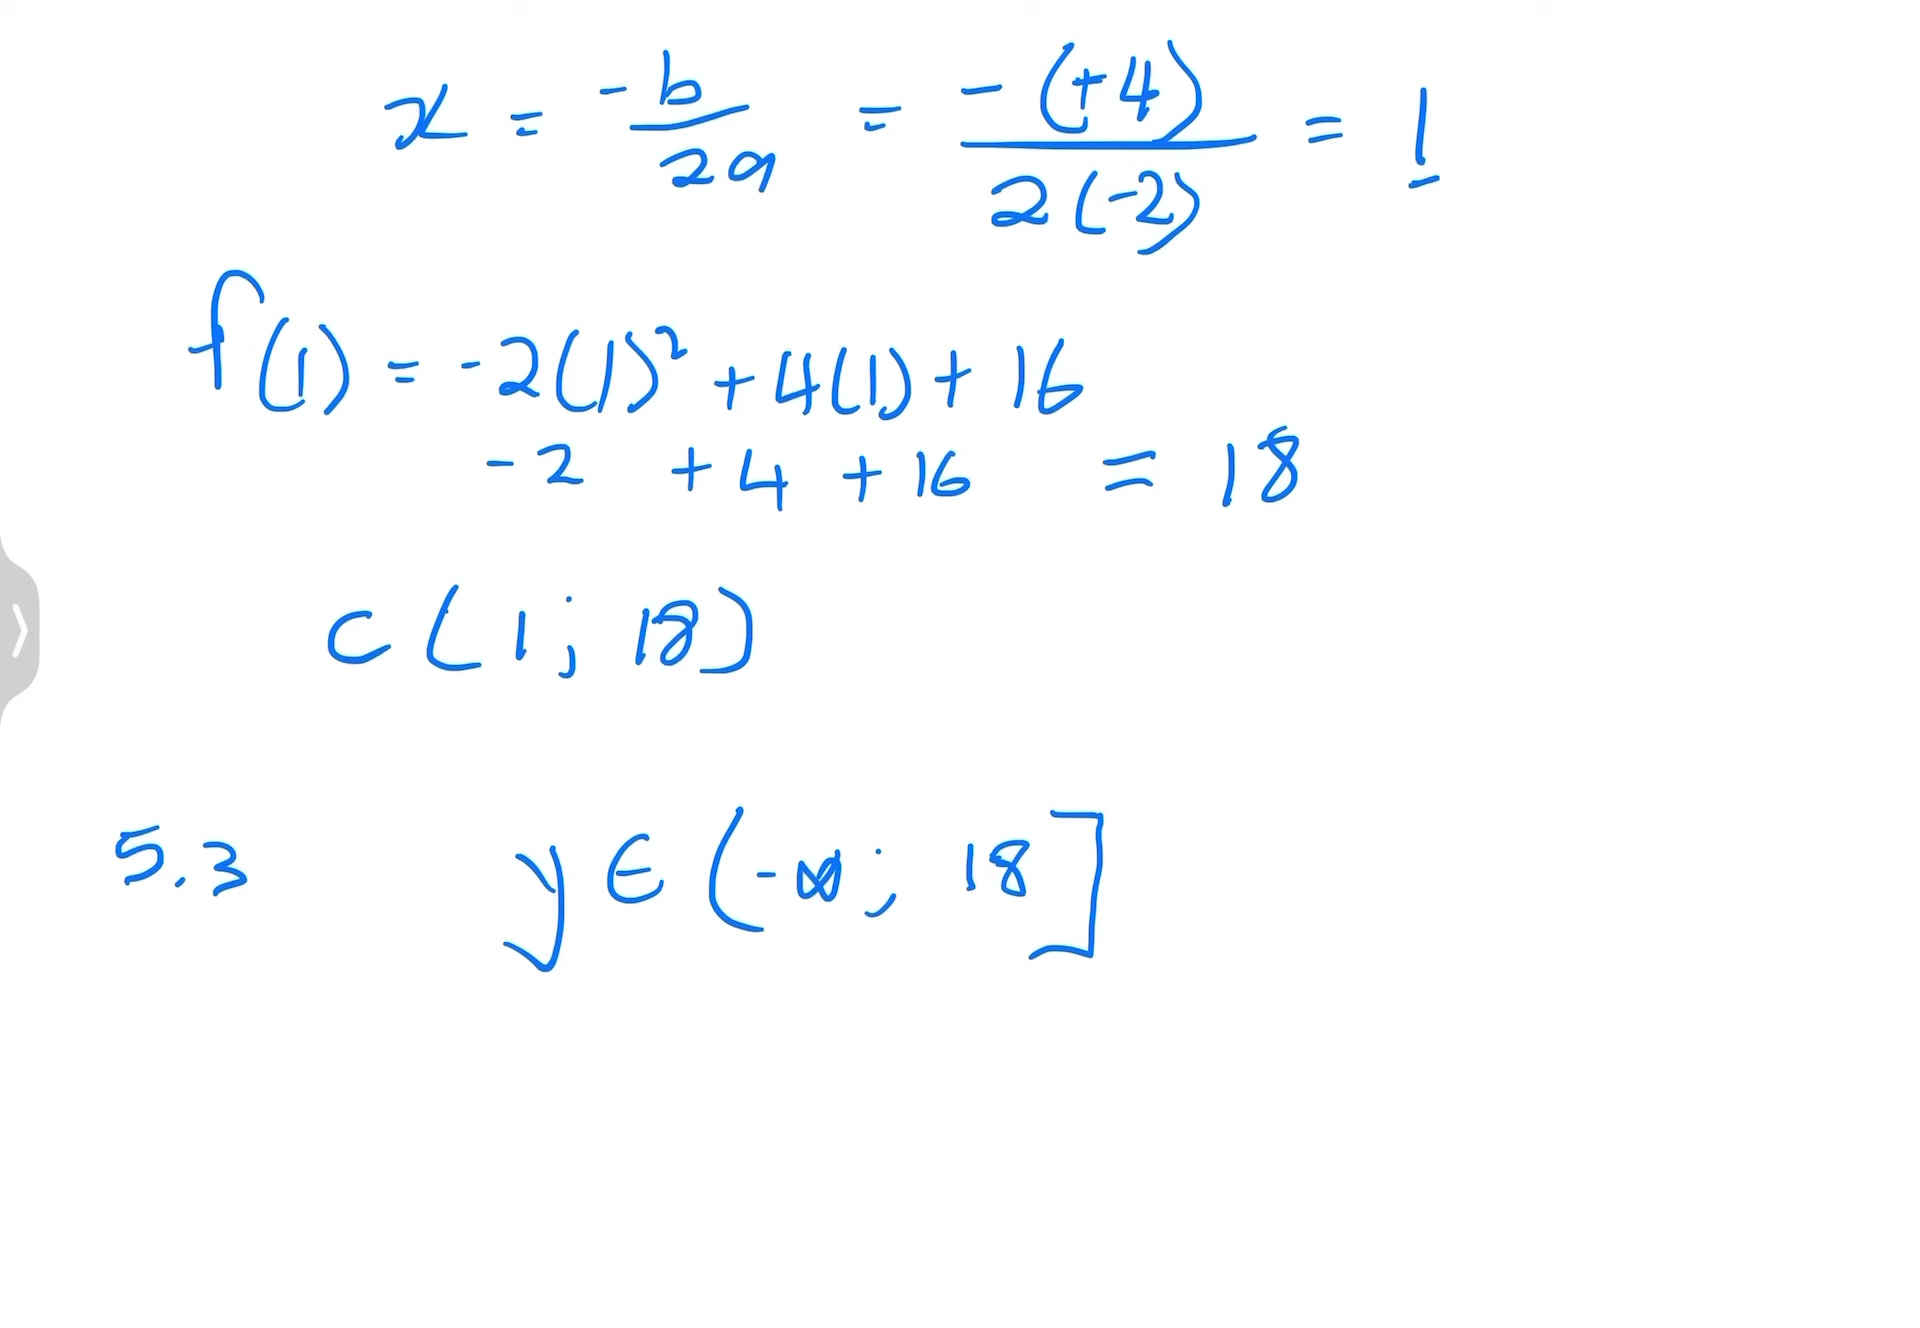 x = -b/2a = -(+4)/2(-2) = 1
f(1) = -2(1)² + 4(1) + 16
-2 + 4 + 16 = 18
C(1; 18)
5.3 y ∈ (-∞; 18]